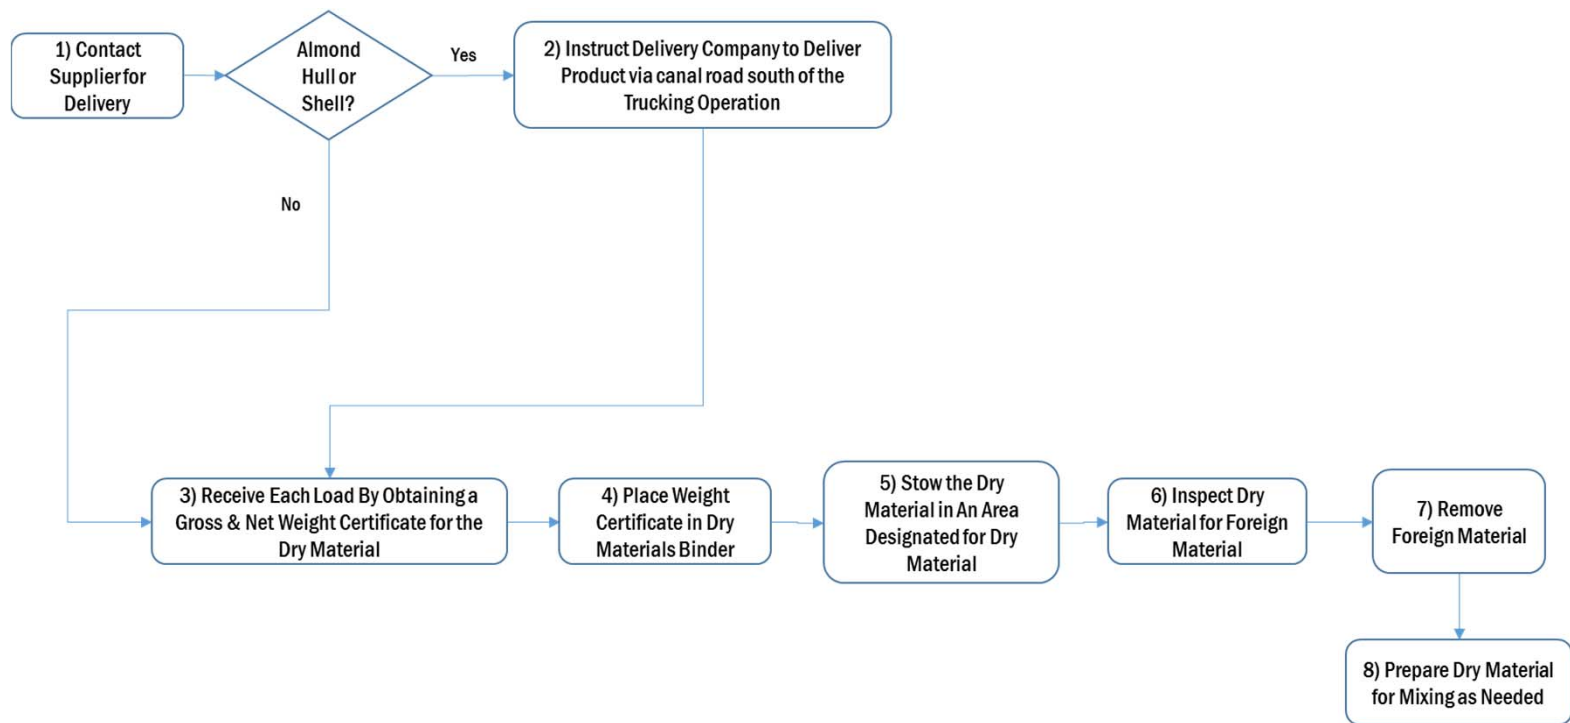 1) Contact
Supplier for
Delivery
Almond
Hull or
Shell?
Yes
2) Instruct Delivery Company to Deliver
Product via canal road south of the
Trucking Operation
No
3) Receive Each Load By Obtaining a
Gross & Net Weight Certificate for the
Dry Material
4) Place Weight
Certificate in Dry
Materials Binder
5) Stow the Dry
Material in An Area
Designated for Dry
Material
6) Inspect Dry
Material for Foreign
Material
7) Remove
Foreign Material
8) Prepare Dry Material
for Mixing as Needed